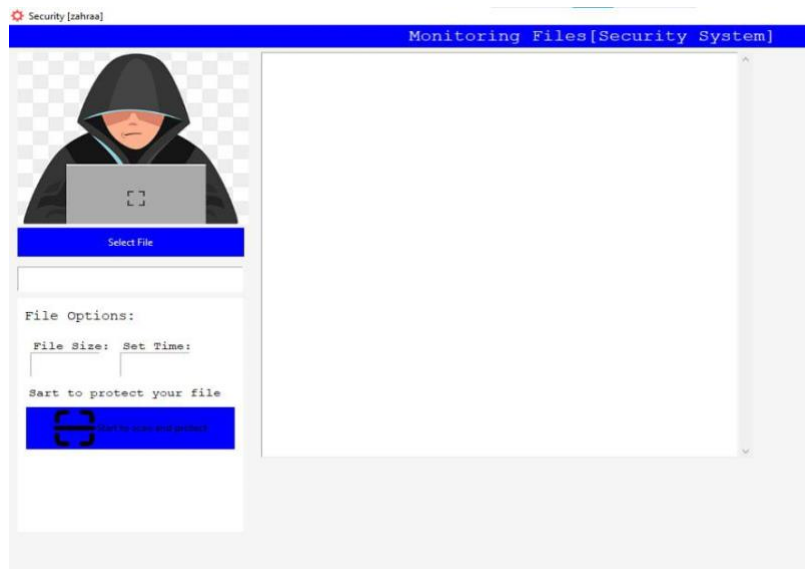 Security [zahraa]
Monitoring Files[Security System]
Select File
File Options:
File Size: Set Time:
Sart to protect your file
Start to scan and protect